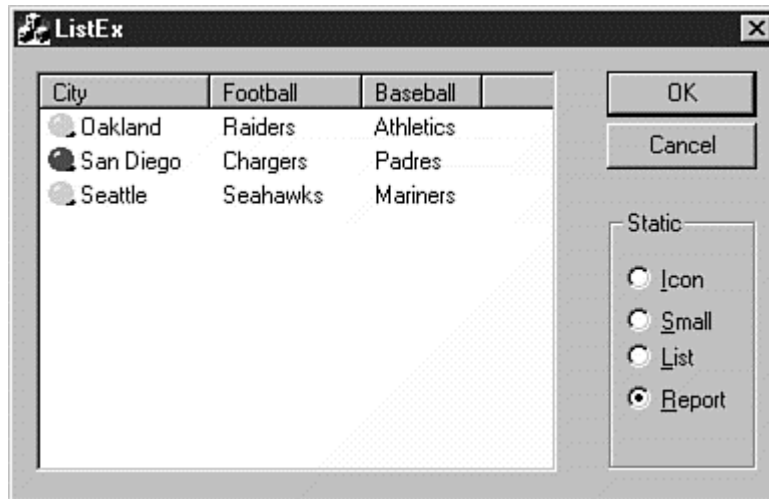 ListEx
City Football Baseball
Oakland Raiders Athletics
San Diego Chargers Padres
Seattle Seahawks Mariners
OK
Cancel
Static
Icon
Small
List
Report